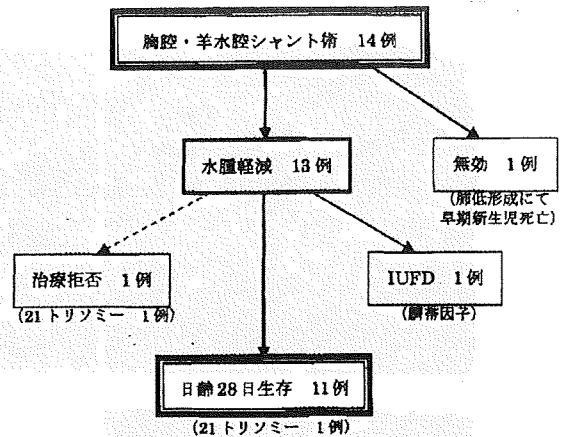 胸腔・羊水腔シャント術 14例
水腫軽減 13例
無効 1例
(肺低形成にて
早期新生児死亡)
治療拒否 1例
(21トリソミー 1例)
IUFD 1例
(臍帯因子)
日齢28日生存 11例
(21トリソミー 1例)